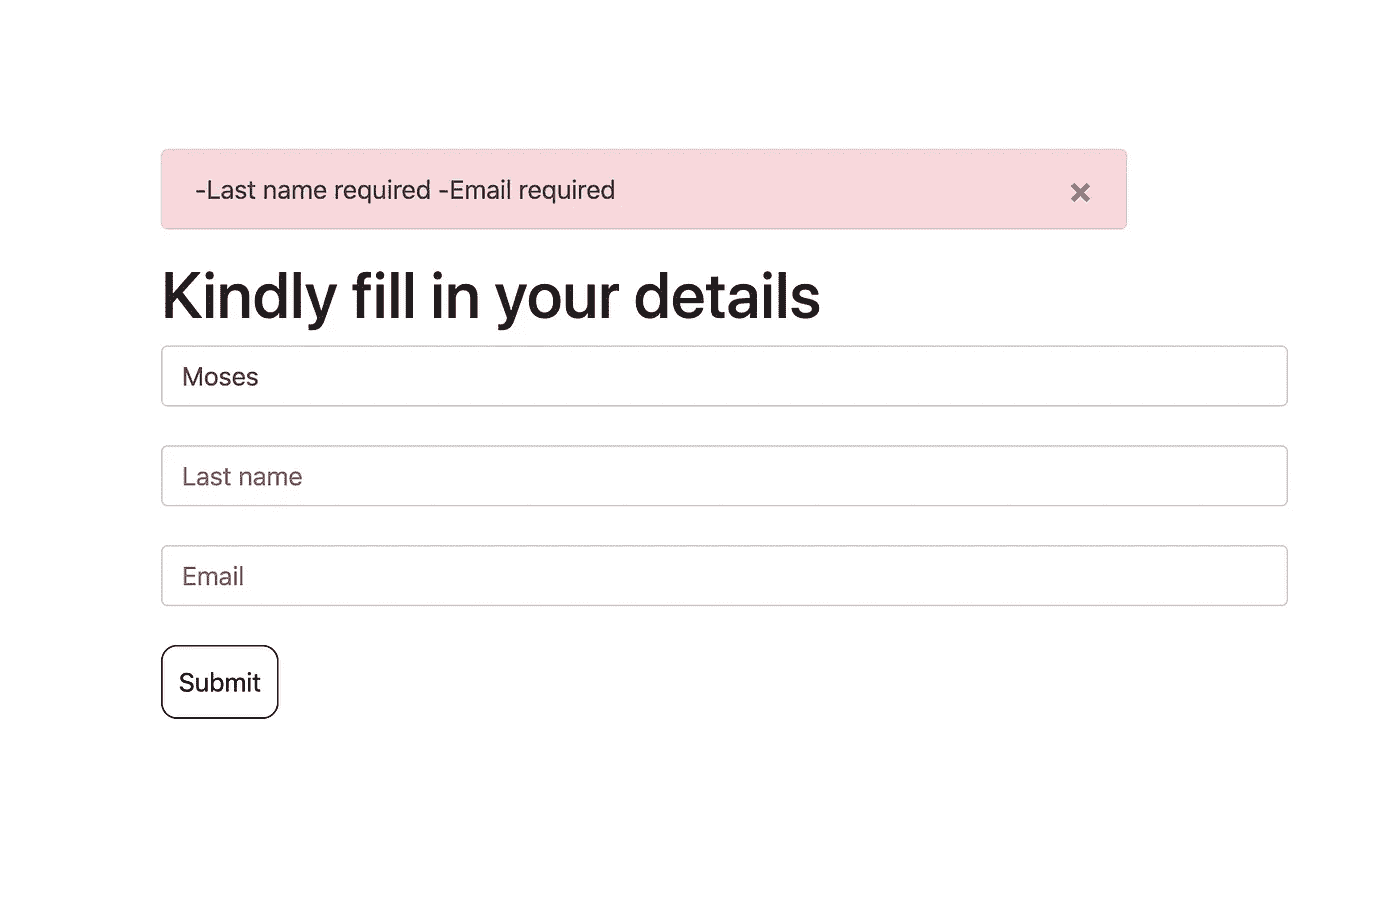 -Last name required -Email required ×
Kindly fill in your details
Moses
Last name
Email
Submit